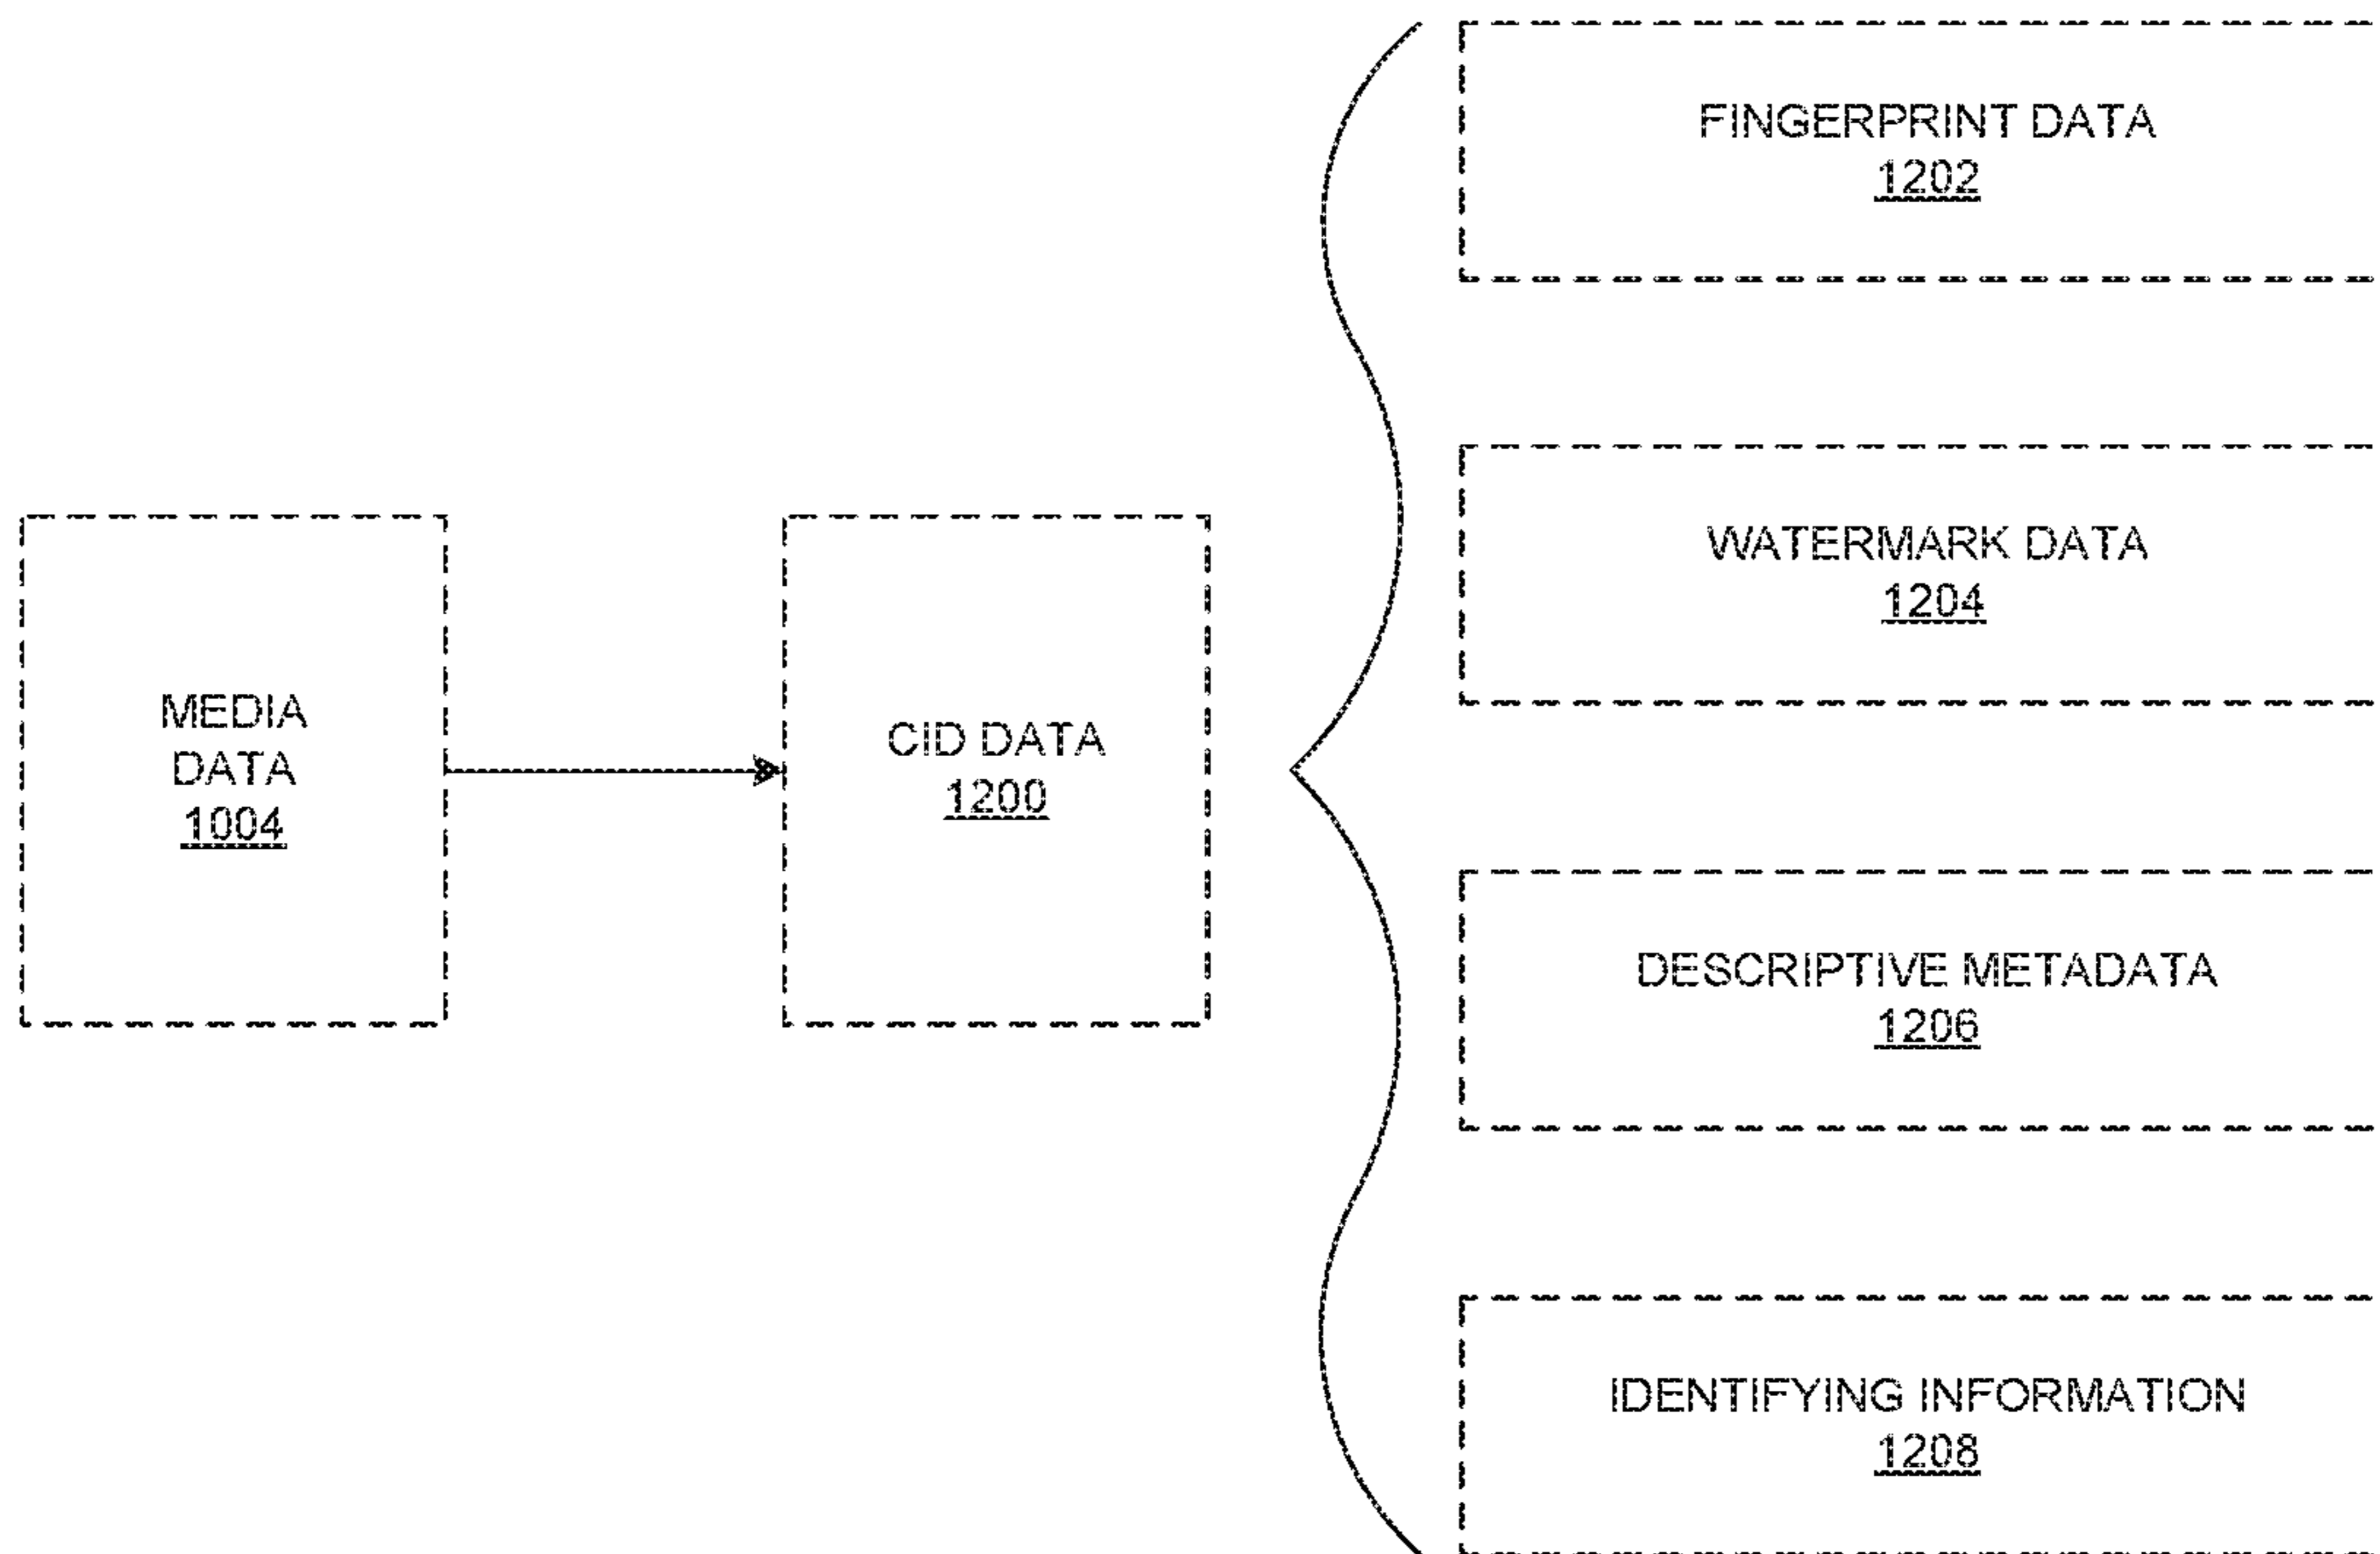 FINGERPRINT DATA
1202
WATERMARK DATA
1204
MEDIA
DATA
1004
CID DATA
1200
DESCRIPTIVE METADATA
1206
IDENTIFYING INFORMATION
1208